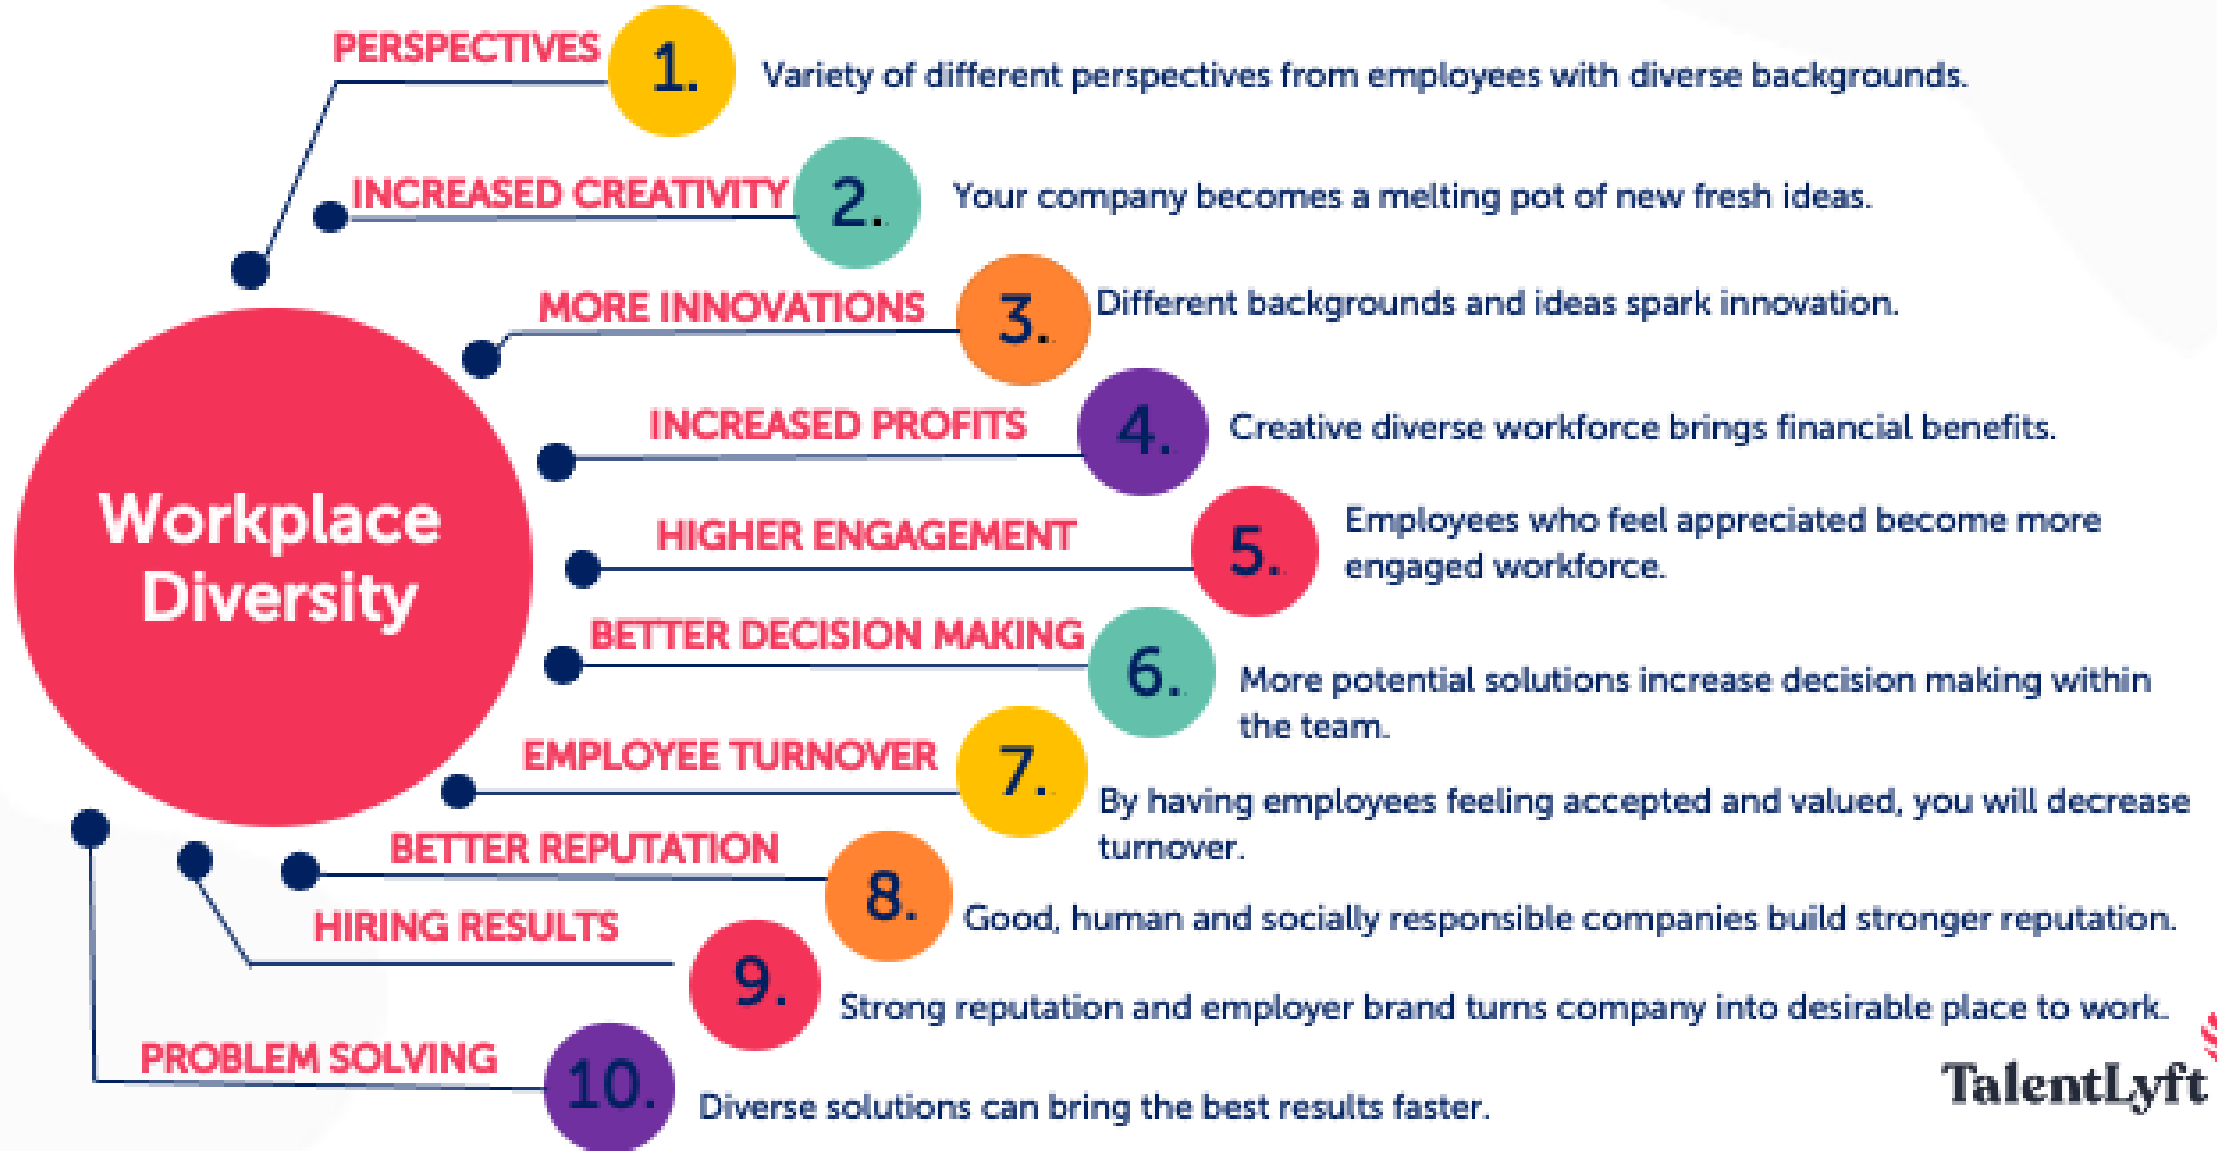 PERSPECTIVES
1.
Variety of different perspectives from employees with diverse backgrounds.
INCREASED CREATIVITY
2.
Your company becomes a melting pot of new fresh ideas.
MORE INNOVATIONS
3.
Different backgrounds and ideas spark innovation.
INCREASED PROFITS
4.
Creative diverse workforce brings financial benefits.
Workplace
Diversity
HIGHER ENGAGEMENT
5.
Employees who feel appreciated become more
engaged workforce.
BETTER DECISION MAKING
6.
More potential solutions increase decision making within
the team.
EMPLOYEE TURNOVER
7.
By having employees feeling accepted and valued, you will decrease
turnover.
BETTER REPUTATION
8.
Good, human and socially responsible companies build stronger reputation.
HIRING RESULTS
9.
Strong reputation and employer brand turns company into desirable place to work.
PROBLEM SOLVING
10.
Diverse solutions can bring the best results faster.
TalentLyft